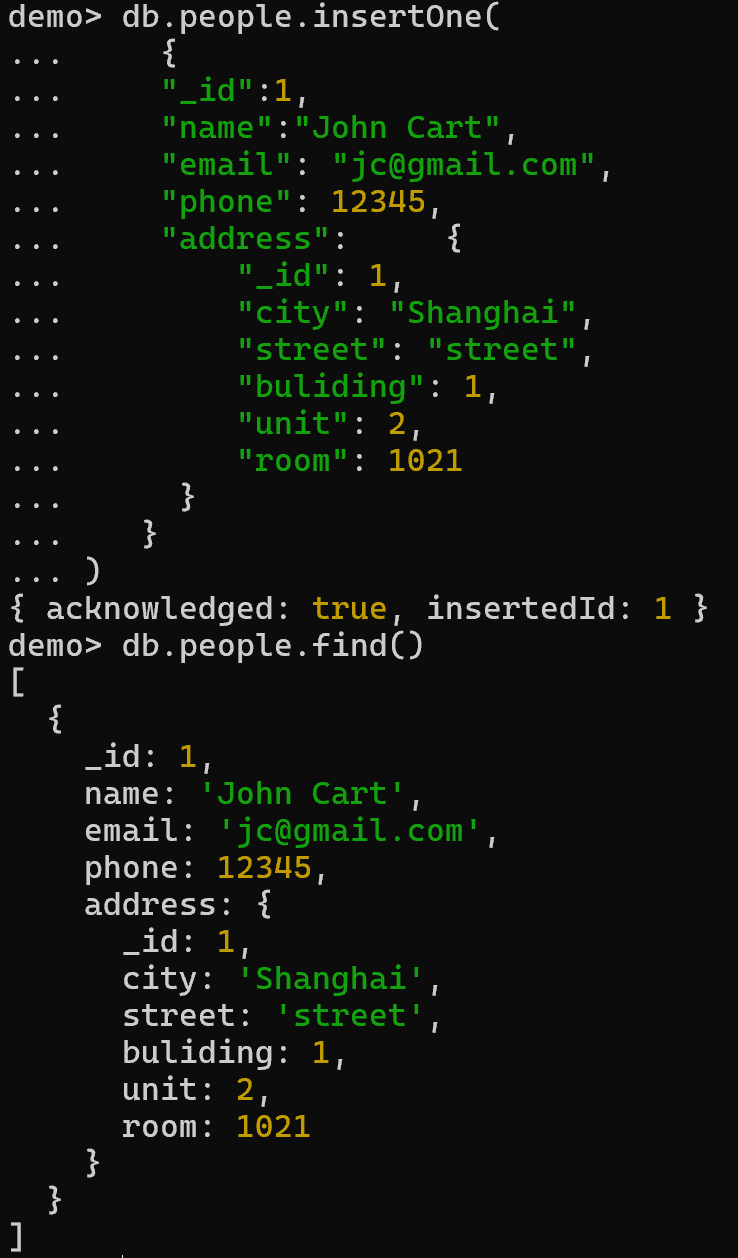 demo> db.people.insertOne(
...     {
...     "_id":1,
...     "name":"John Cart",
...     "email": "jc@gmail.com",
...     "phone": 12345,
...     "address":     {
...         "_id": 1,
...         "city": "Shanghai",
...         "street": "street",
...         "buliding": 1,
...         "unit": 2,
...         "room": 1021
...      }
...    }
... )
{ acknowledged: true, insertedId: 1 }
demo> db.people.find()
[
  {
    _id: 1,
    name: 'John Cart',
    email: 'jc@gmail.com',
    phone: 12345,
    address: {
      _id: 1,
      city: 'Shanghai',
      street: 'street',
      buliding: 1,
      unit: 2,
      room: 1021
    }
  }
]